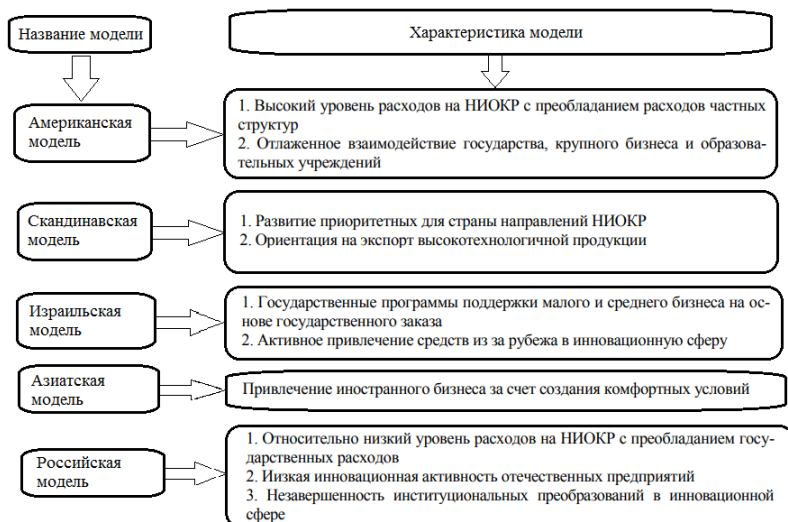 Название модели
Характеристика модели
Американская
модель
1. Высокий уровень расходов на НИОКР с преобладанием расходов частных
структур
2. Отлаженное взаимодействие государства, крупного бизнеса и образова-
тельных учреждений
Скандинавская
модель
1. Развитие приоритетных для страны направлений НИОКР
2. Ориентация на экспорт высокотехнологичной продукции
Израильская
модель
1. Государственные программы поддержки малого и среднего бизнеса на ос-
нове государственного заказа
2. Активное привлечение средств из за рубежа в инновационную сферу
Азиатская
модель
Привлечение иностранного бизнеса за счет создания комфортных условий
Российская
модель
1. Относительно низкий уровень расходов на НИОКР с преобладанием госу-
дарственных расходов
2. Иизкая инновационная активность отечественных предприятий
3. Незавершенность институциональных преобразований в инновационной
сфере